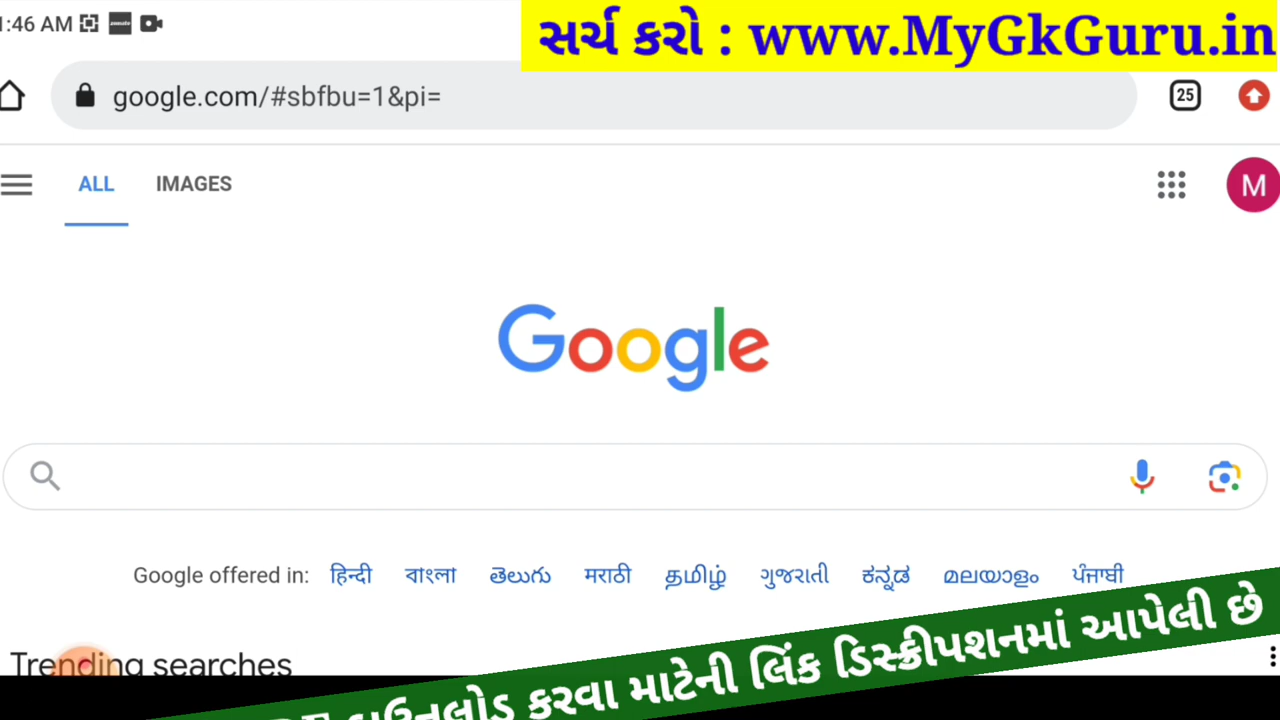 1:46 AM
સર્ચ કરો : www.MyGkGuru.in
google.com/#sbfbu=1&pi=
25
ALL IMAGES
M
Google
Google offered in: हिन्दी বাংলা తెలుగు मराठी தமிழ் ગુજરાતી ಕನ್ನಡ മലയാളം ਪੰਜਾਬੀ
Trending searches
ડાઉનલોડ કરવા માટેની લિંક ડિસ્ક્રીપશનમાં આપેલી છે